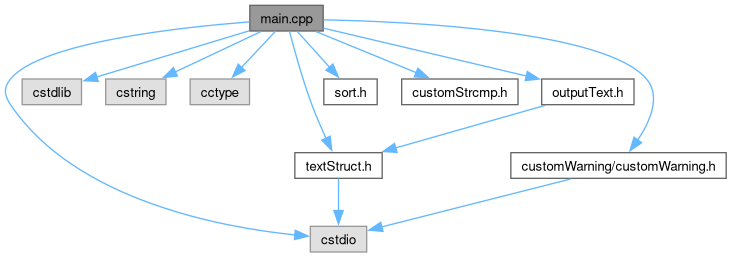 main.cpp
cstdlib
cstring
cctype
sort.h
customStrcmp.h
outputText.h
textStruct.h
customWarning/customWarning.h
cstdio